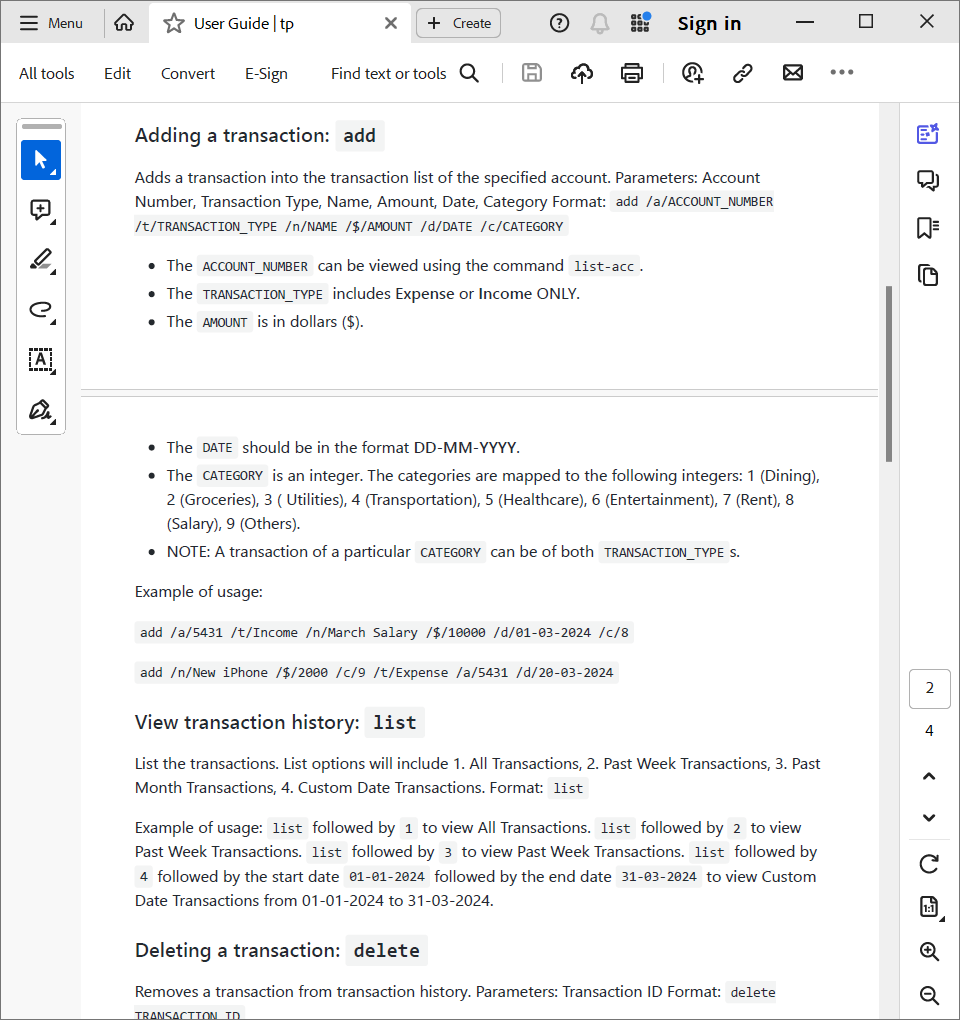 Menu
User Guide | tp
Create
Sign in
All tools
Edit
Convert
E-Sign
Find text or tools
Adding a transaction: add
Adds a transaction into the transaction list of the specified account. Parameters: Account
Number, Transaction Type, Name, Amount, Date, Category Format: add /a/ACCOUNT_NUMBER
/t/TRANSACTION_TYPE /n/NAME /$/AMOUNT /d/DATE /c/CATEGORY
• The ACCOUNT_NUMBER can be viewed using the command list-acc.
• The TRANSACTION_TYPE includes Expense or Income ONLY.
• The AMOUNT is in dollars ($).
• The DATE should be in the format DD-MM-YYYY.
• The CATEGORY is an integer. The categories are mapped to the following integers: 1 (Dining),
2 (Groceries), 3 ( Utilities), 4 (Transportation), 5 (Healthcare), 6 (Entertainment), 7 (Rent), 8
(Salary), 9 (Others).
• NOTE: A transaction of a particular CATEGORY can be of both TRANSACTION_TYPE s.
Example of usage:
add /a/5431 /t/Income /n/March Salary /$/10000 /d/01-03-2024 /c/8
add /n/New iPhone /$/2000 /c/9 /t/Expense /a/5431 /d/20-03-2024
View transaction history: list
List the transactions. List options will include 1. All Transactions, 2. Past Week Transactions, 3. Past
Month Transactions, 4. Custom Date Transactions. Format: list
Example of usage: list followed by 1 to view All Transactions. list followed by 2 to view
Past Week Transactions. list followed by 3 to view Past Week Transactions. list followed by
4 followed by the start date 01-01-2024 followed by the end date 31-03-2024 to view Custom
Date Transactions from 01-01-2024 to 31-03-2024.
Deleting a transaction: delete
Removes a transaction from transaction history. Parameters: Transaction ID Format: delete
TRANSACTION_ID
2
4
1:1